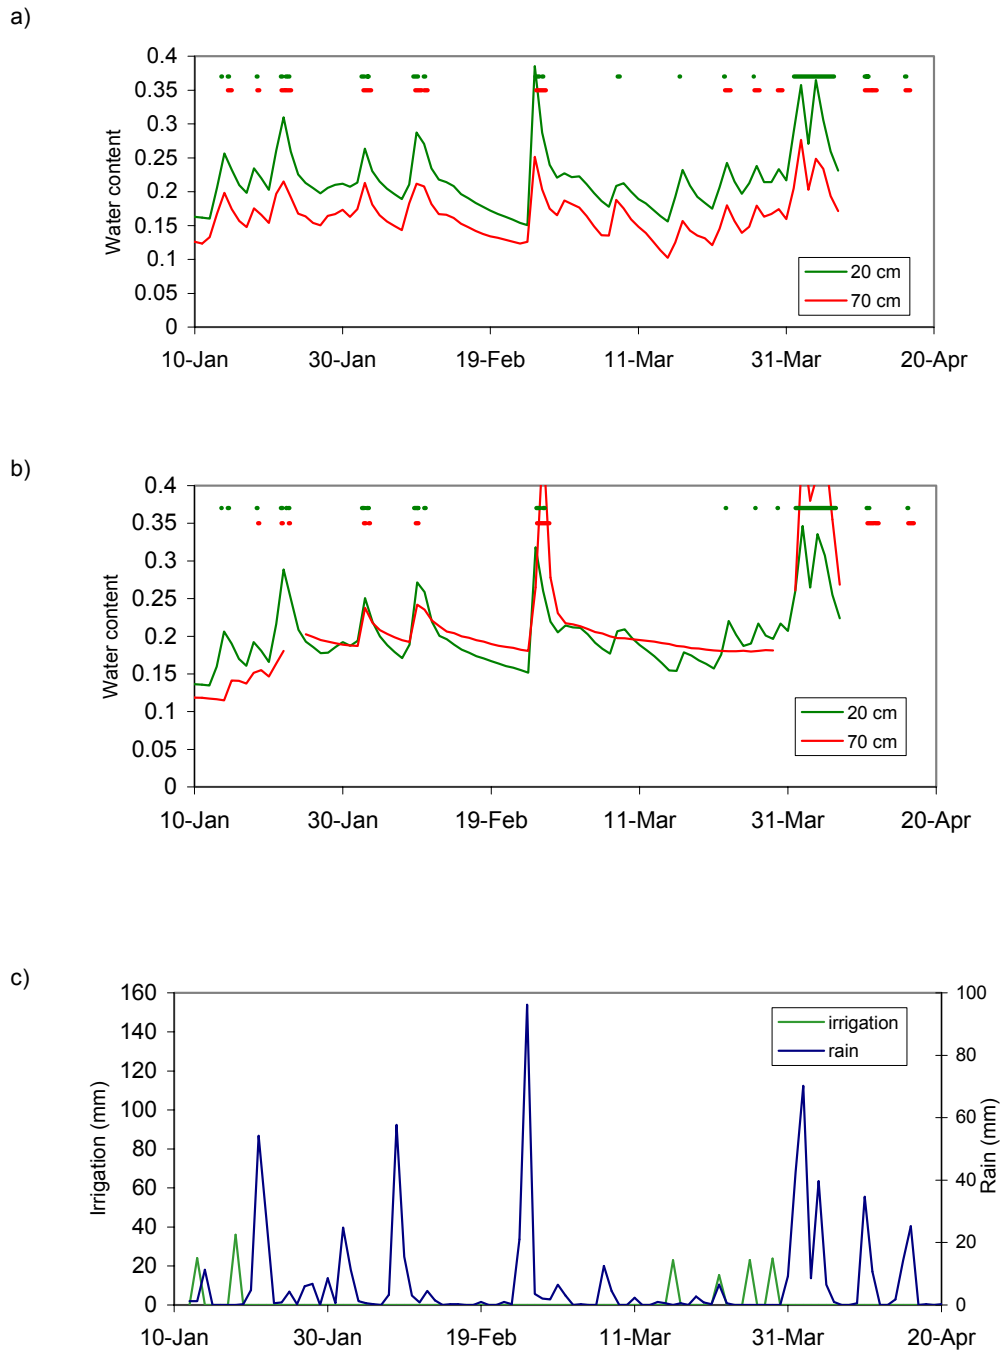 a)
0.4
0.35
0.3
0.25
0.2
0.15
0.1
0.05
0
Water content
20 cm
70 cm
10-Jan 30-Jan 19-Feb 11-Mar 31-Mar 20-Apr
b)
0.4
0.35
0.3
0.25
0.2
0.15
0.1
0.05
0
Water content
20 cm
70 cm
10-Jan 30-Jan 19-Feb 11-Mar 31-Mar 20-Apr
c)
160 100
140
120 80
100
80 60
60 40
40
20 20
0 0
Irrigation (mm)
Rain (mm)
irrigation
rain
10-Jan 30-Jan 19-Feb 11-Mar 31-Mar 20-Apr